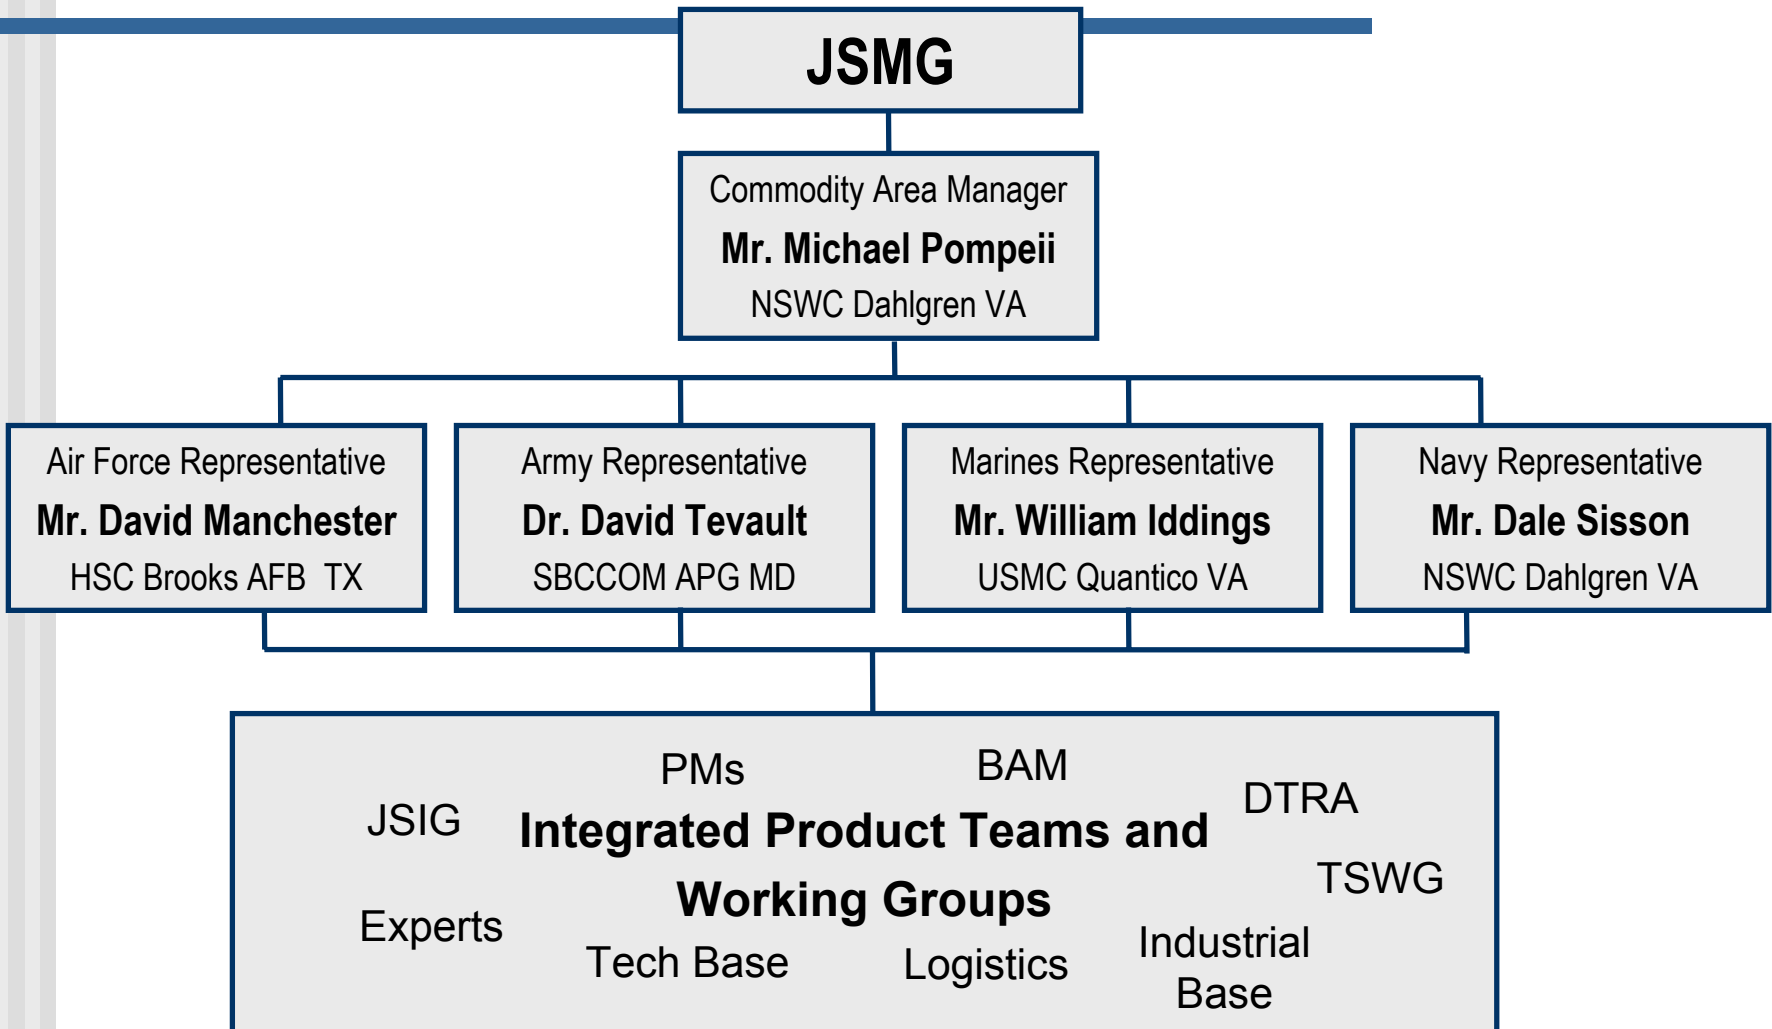 JSMG
Commodity Area Manager
Mr. Michael Pompeii
NSWC Dahlgren VA
Air Force Representative
Mr. David Manchester
HSC Brooks AFB  TX
Army Representative
Dr. David Tevault
SBCCOM APG MD
Marines Representative
Mr. William Iddings
USMC Quantico VA
Navy Representative
Mr. Dale Sisson
NSWC Dahlgren VA
PMs
BAM
DTRA
JSIG
Integrated Product Teams and
Working Groups
TSWG
Experts
Tech Base
Logistics
Industrial
Base